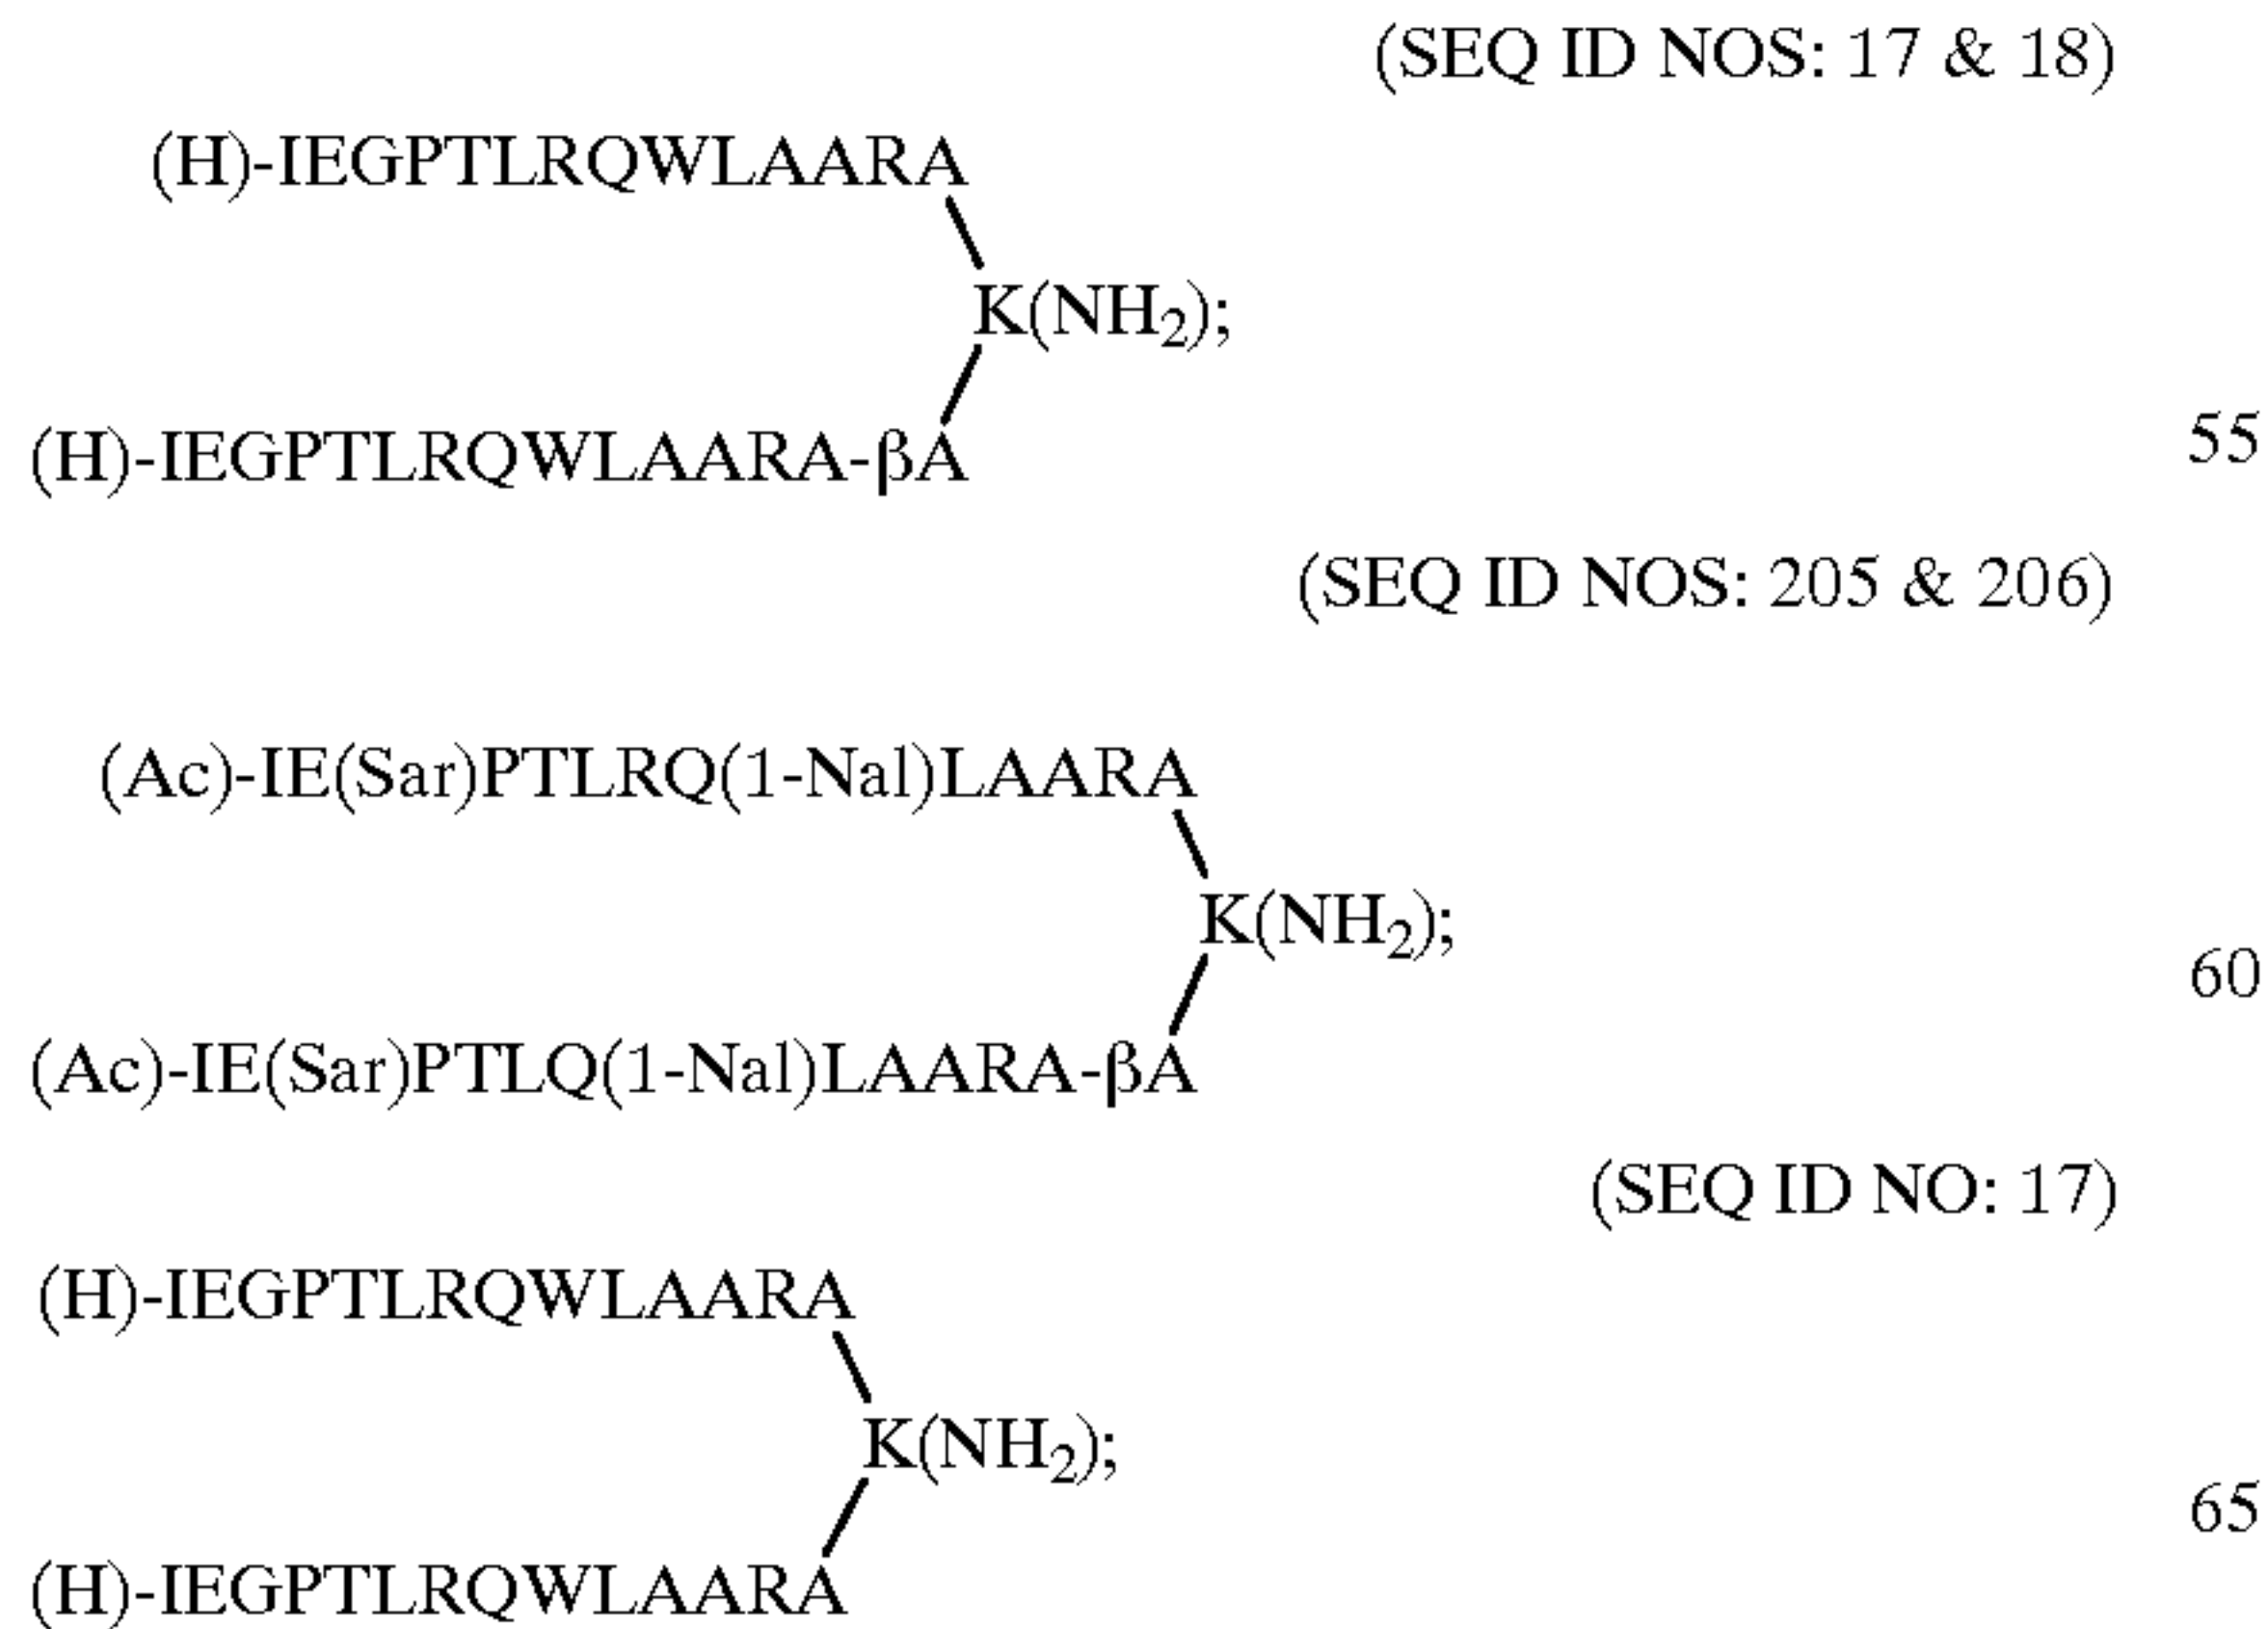 (SEQ ID NOS: 17 & 18)
(H)-IEGPTLRQWLAARA
K(NH₂);
(H)-IEGPTLRQWLAARA-βA
55
(SEQ ID NOS: 205 & 206)
(Ac)-IE(Sar)PTLRQ(1-Nal)LAARA
K(NH₂);
60
(Ac)-IE(Sar)PTLQ(1-Nal)LAARA-βA
(SEQ ID NO: 17)
(H)-IEGPTLRQWLAARA
K(NH₂);
65
(H)-IEGPTLRQWLAARA